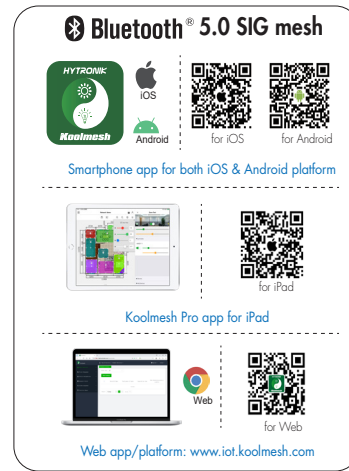 Bluetooth® 5.0 SIG mesh
HYTRONIK
Koolmesh
iOS
Android
for iOS
for Android
Smartphone app for both iOS & Android platform
for iPad
Koolmesh Pro app for iPad
Web
for Web
Web app/platform: www.iot.koolmesh.com